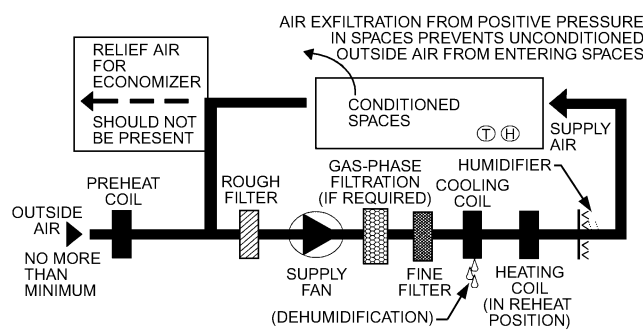 AIR EXFILTRATION FROM POSITIVE PRESSURE
IN SPACES PREVENTS UNCONDITIONED
OUTSIDE AIR FROM ENTERING SPACES
RELIEF AIR
FOR
ECONOMIZER
SHOULD NOT
BE PRESENT
CONDITIONED
SPACES
T H
SUPPLY
AIR
PREHEAT
COIL
ROUGH
FILTER
GAS-PHASE
FILTRATION
(IF REQUIRED)
COOLING
COIL
HUMIDIFIER
OUTSIDE
AIR
NO MORE
THAN
MINIMUM
SUPPLY
FAN
FINE
FILTER
HEATING
COIL
(IN REHEAT
POSITION)
(DEHUMIDIFICATION)